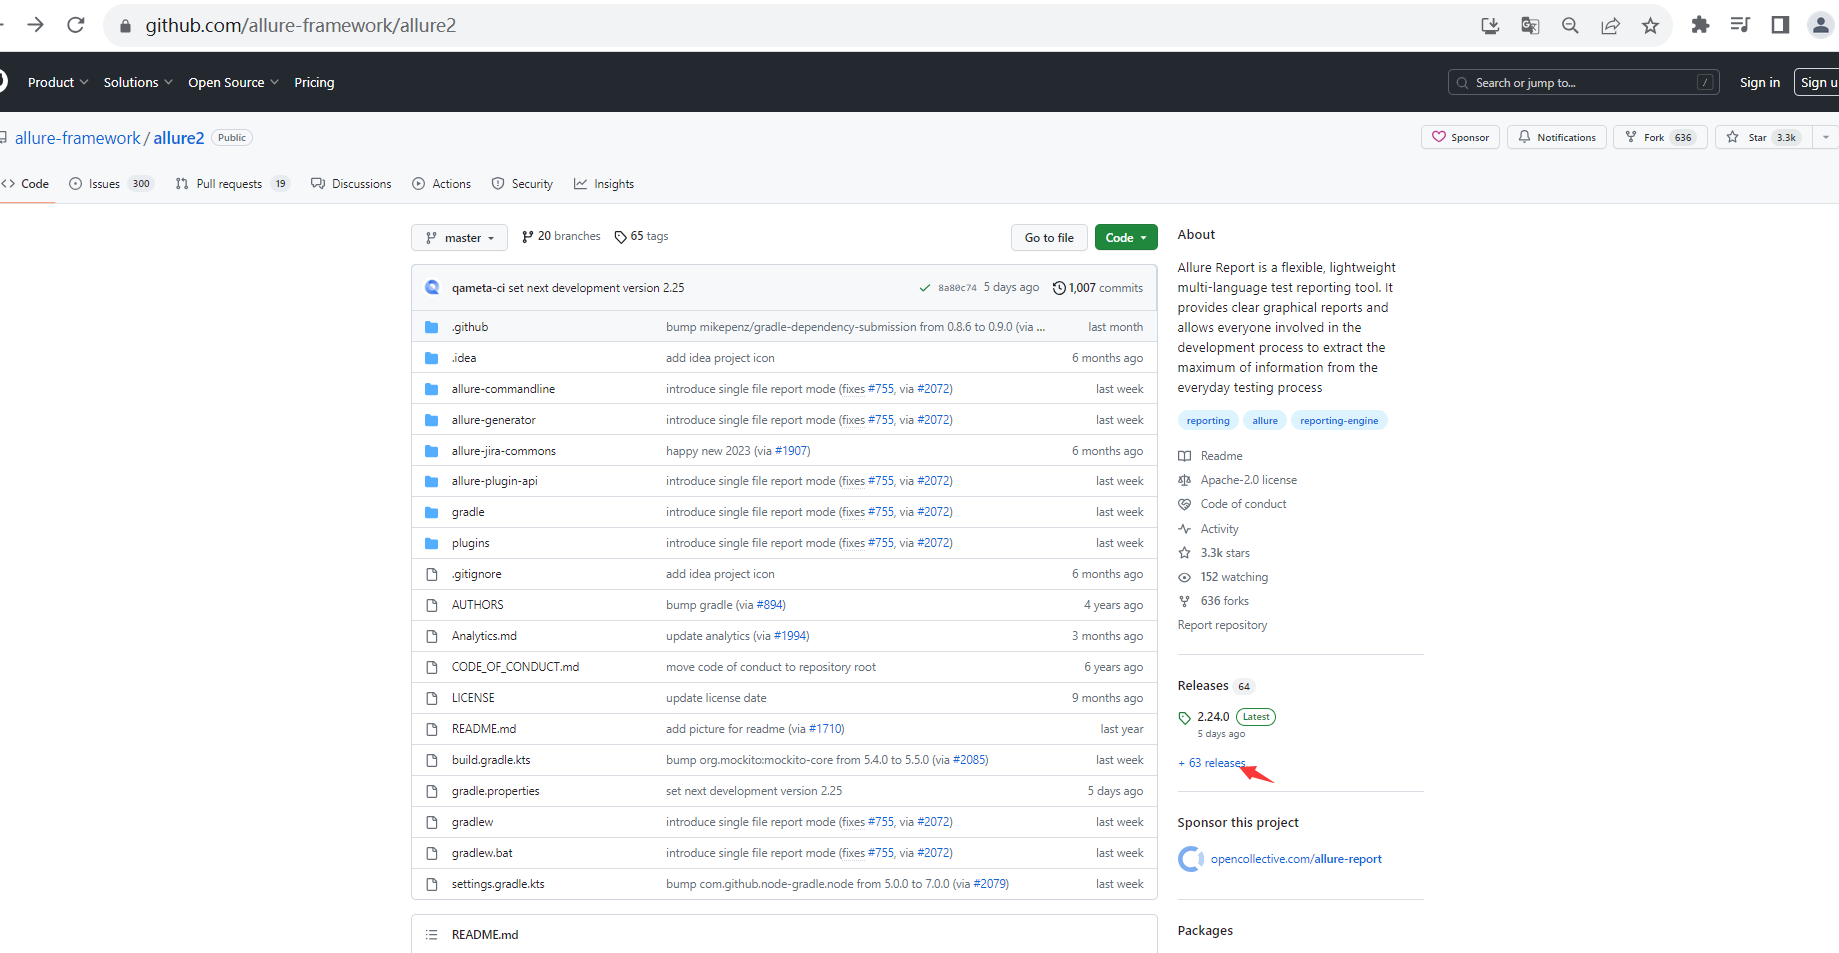 github.com/allure-framework/allure2
Product Solutions Open Source Pricing
Search or jump to... /
Sign in
allure-framework / allure2 Public
Sponsor Notifications Fork 636 Star 3.3k
Code Issues 300 Pull requests 19 Discussions Actions Security Insights
master 20 branches 65 tags Go to file Code
qameta-ci set next development version 2.25 8a80c74 5 days ago 1,007 commits
.github bump mikepenz/gradle-dependency-submission from 0.8.6 to 0.9.0 (via ... last month
.idea add idea project icon 6 months ago
allure-commandline introduce single file report mode (fixes #755, via #2072) last week
allure-generator introduce single file report mode (fixes #755, via #2072) last week
allure-jira-commons happy new 2023 (via #1907) 6 months ago
allure-plugin-api introduce single file report mode (fixes #755, via #2072) last week
gradle introduce single file report mode (fixes #755, via #2072) last week
plugins introduce single file report mode (fixes #755, via #2072) last week
.gitignore add idea project icon 6 months ago
AUTHORS bump gradle (via #894) 4 years ago
Analytics.md update analytics (via #1994) 3 months ago
CODE_OF_CONDUCT.md move code of conduct to repository root 6 years ago
LICENSE update license date 9 months ago
README.md add picture for readme (via #1710) last year
build.gradle.kts bump org.mockito:mockito-core from 5.4.0 to 5.5.0 (via #2085) last week
gradle.properties set next development version 2.25 5 days ago
gradlew introduce single file report mode (fixes #755, via #2072) last week
gradlew.bat introduce single file report mode (fixes #755, via #2072) last week
settings.gradle.kts bump com.github.node-gradle.node from 5.0.0 to 7.0.0 (via #2079) last week
README.md
About
Allure Report is a flexible, lightweight
multi-language test reporting tool. It
provides clear graphical reports and
allows everyone involved in the
development process to extract the
maximum of information from the
everyday testing process
reporting allure reporting-engine
Readme
Apache-2.0 license
Code of conduct
Activity
3.3k stars
152 watching
636 forks
Report repository
Releases 64
2.24.0 Latest
5 days ago
+ 63 releases
Sponsor this project
opencollective.com/allure-report
Packages